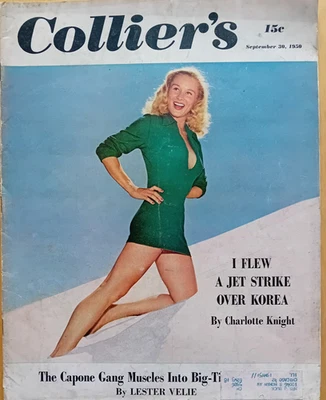 Collier's
15c
September 30, 1950
I FLEW
A JET STRIKE
OVER KOREA
By Charlotte Knight
The Capone Gang Muscles Into Big-Ti
By LESTER VELIE